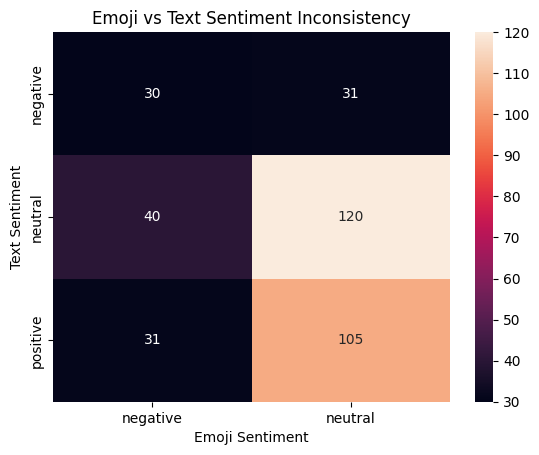 Emoji vs Text Sentiment Inconsistency
Text Sentiment
negative
neutral
positive
30 31
40 120
31 105
negative neutral
Emoji Sentiment
120
110
100
90
80
70
60
50
40
30